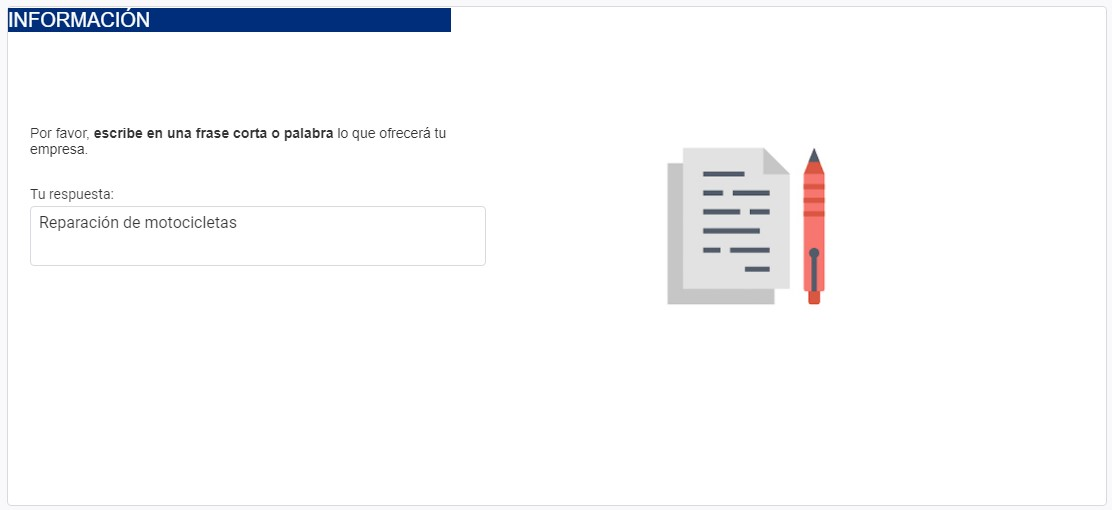 INFORMACIÓN
Por favor, escribe en una frase corta o palabra lo que ofrecerá tu
empresa.
Tu respuesta:
Reparación de motocicletas